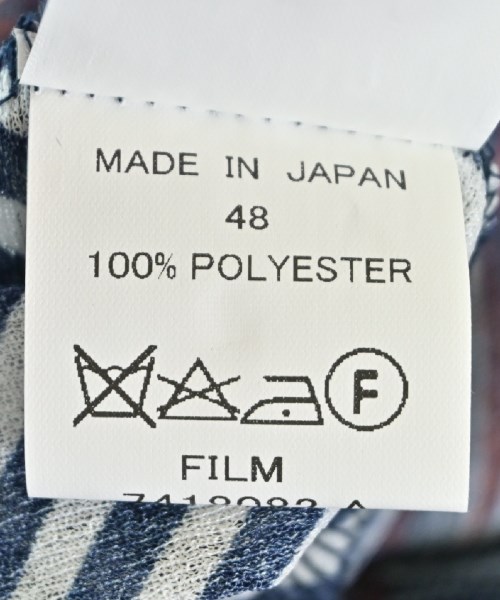 MADE IN JAPAN
48
100% POLYESTER
F
FILM